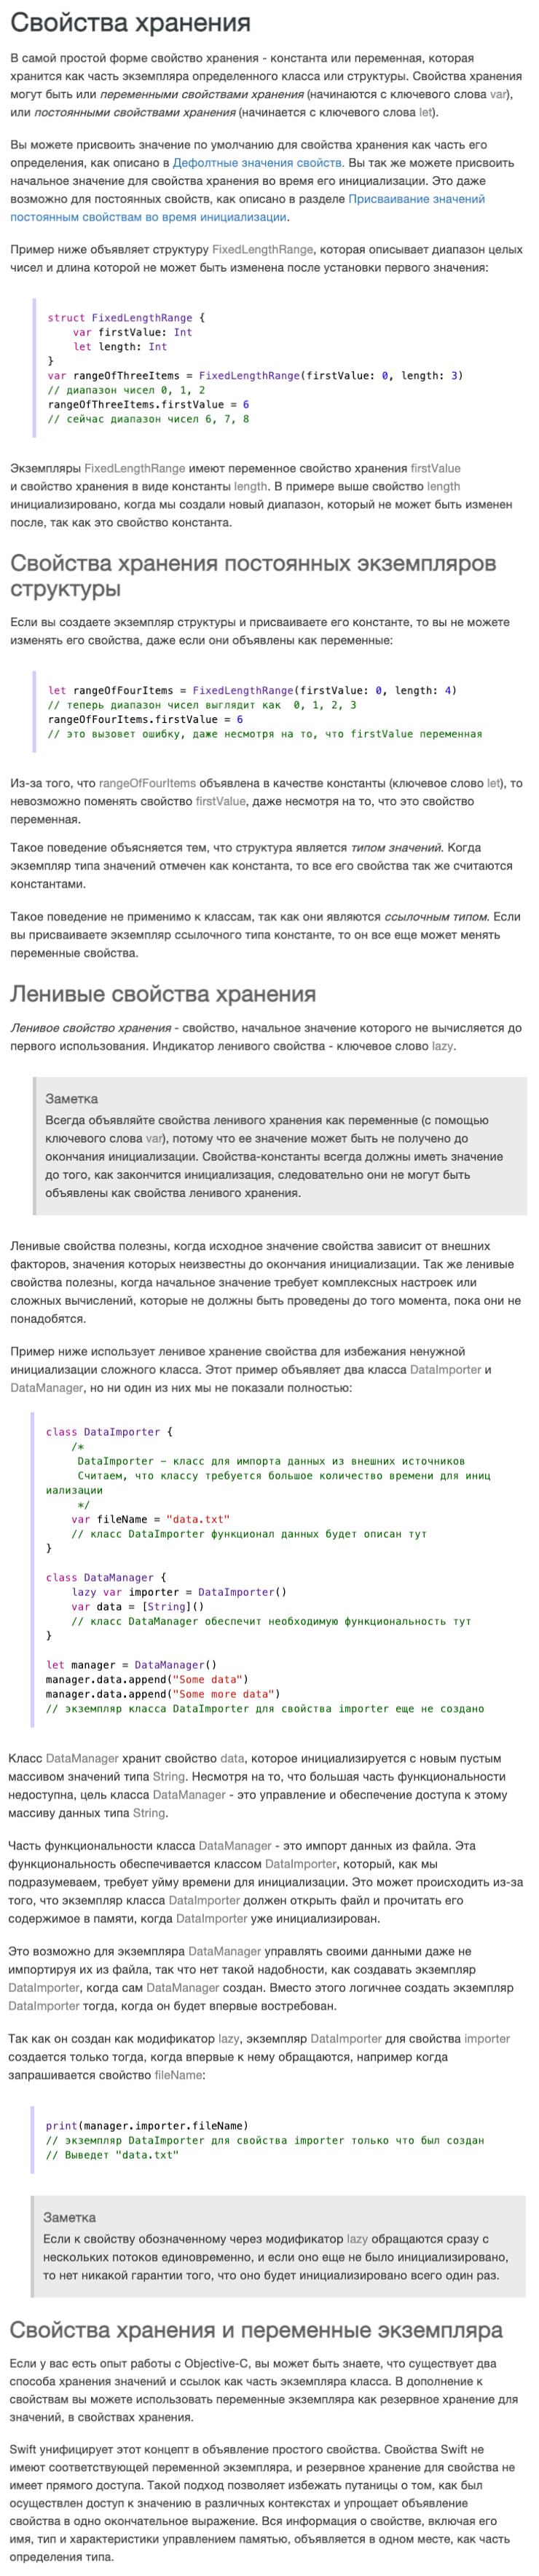 Свойства хранения
В самой простой форме свойство хранения - константа или переменная, которая
хранится как часть экземпляра определенного класса или структуры. Свойства хранения
могут быть или переменными свойствами хранения (начинаются с ключевого слова var),
или постоянными свойствами хранения (начинается с ключевого слова let).
Вы можете присвоить значение по умолчанию для свойства хранения как часть его
определения, как описано в Дефолтные значения свойств. Вы так же можете присвоить
начальное значение для свойства хранения во время его инициализации. Это даже
возможно для постоянных свойств, как описано в разделе Присваивание значений
постоянным свойствам во время инициализации.
Пример ниже объявляет структуру FixedLengthRange, которая описывает диапазон целых
чисел и длина которой не может быть изменена после установки первого значения:
struct FixedLengthRange {
    var firstValue: Int
    let length: Int
}
var rangeOfThreeItems = FixedLengthRange(firstValue: 0, length: 3)
// диапазон чисел 0, 1, 2
rangeOfThreeItems.firstValue = 6
// сейчас диапазон чисел 6, 7, 8
Экземпляры FixedLengthRange имеют переменное свойство хранения firstValue
и свойство хранения в виде константы length. В примере выше свойство length
инициализировано, когда мы создали новый диапазон, который не может быть изменен
после, так как это свойство константа.
Свойства хранения постоянных экземпляров
структуры
Если вы создаете экземпляр структуры и присваиваете его константе, то вы не можете
изменять его свойства, даже если они объявлены как переменные:
let rangeOfFourItems = FixedLengthRange(firstValue: 0, length: 4)
// теперь диапазон чисел выглядит как  0, 1, 2, 3
rangeOfFourItems.firstValue = 6
// это вызовет ошибку, даже несмотря на то, что firstValue переменная
Из-за того, что rangeOfFourItems объявлена в качестве константы (ключевое слово let), то
невозможно поменять свойство firstValue, даже несмотря на то, что это свойство
переменная.
Такое поведение объясняется тем, что структура является типом значений. Когда
экземпляр типа значений отмечен как константа, то все его свойства так же считаются
константами.
Такое поведение не применимо к классам, так как они являются ссылочным типом. Если
вы присваиваете экземпляр ссылочного типа константе, то он все еще может менять
переменные свойства.
Ленивые свойства хранения
Ленивое свойство хранения - свойство, начальное значение которого не вычисляется до
первого использования. Индикатор ленивого свойства - ключевое слово lazy.
Заметка
Всегда объявляйте свойства ленивого хранения как переменные (с помощью
ключевого слова var), потому что ее значение может быть не получено до
окончания инициализации. Свойства-константы всегда должны иметь значение
до того, как закончится инициализация, следовательно они не могут быть
объявлены как свойства ленивого хранения.
Ленивые свойства полезны, когда исходное значение свойства зависит от внешних
факторов, значения которых неизвестны до окончания инициализации. Так же ленивые
свойства полезны, когда начальное значение требует комплексных настроек или
сложных вычислений, которые не должны быть проведены до того момента, пока они не
понадобятся.
Пример ниже использует ленивое хранение свойства для избежания ненужной
инициализации сложного класса. Этот пример объявляет два класса DataImporter и
DataManager, но ни один из них мы не показали полностью:
class DataImporter {
    /*
     DataImporter - класс для импорта данных из внешних источников
     Считаем, что классу требуется большое количество времени для иниц
иализации
     */
    var fileName = "data.txt"
    // класс DataImporter функционал данных будет описан тут
}
class DataManager {
    lazy var importer = DataImporter()
    var data = [String]()
    // класс DataManager обеспечит необходимую функциональность тут
}
let manager = DataManager()
manager.data.append("Some data")
manager.data.append("Some more data")
// экземпляр класса DataImporter для свойства importer еще не создано
Класс DataManager хранит свойство data, которое инициализируется с новым пустым
массивом значений типа String. Несмотря на то, что большая часть функциональности
недоступна, цель класса DataManager - это управление и обеспечение доступа к этому
массиву данных типа String.
Часть функциональности класса DataManager - это импорт данных из файла. Эта
функциональность обеспечивается классом DataImporter, который, как мы
подразумеваем, требует уйму времени для инициализации. Это может происходить из-за
того, что экземпляр класса DataImporter должен открыть файл и прочитать его
содержимое в памяти, когда DataImporter уже инициализирован.
Это возможно для экземпляра DataManager управлять своими данными даже не
импортируя их из файла, так что нет такой надобности, как создавать экземпляр
DataImporter, когда сам DataManager создан. Вместо этого логичнее создать экземпляр
DataImporter тогда, когда он будет впервые востребован.
Так как он создан как модификатор lazy, экземпляр DataImporter для свойства importer
создается только тогда, когда впервые к нему обращаются, например когда
запрашивается свойство fileName:
print(manager.importer.fileName)
// экземпляр DataImporter для свойства importer только что был создан
// Выведет "data.txt"
Заметка
Если к свойству обозначенному через модификатор lazy обращаются сразу с
нескольких потоков единовременно, и если оно еще не было инициализировано,
то нет никакой гарантии того, что оно будет инициализировано всего один раз.
Свойства хранения и переменные экземпляра
Если у вас есть опыт работы с Objective-C, вы может быть знаете, что существует два
способа хранения значений и ссылок как часть экземпляра класса. В дополнение к
свойствам вы можете использовать переменные экземпляра как резервное хранение для
значений, в свойствах хранения.
Swift унифицирует этот концепт в объявление простого свойства. Свойства Swift не
имеют соответствующей переменной экземпляра, и резервное хранение для свойства не
имеет прямого доступа. Такой подход позволяет избежать путаницы о том, как был
осуществлен доступ к значению в различных контекстах и упрощает объявление
свойства в одно окончательное выражение. Вся информация о свойстве, включая его
имя, тип и характеристики управлением памятью, объявляется в одном месте, как часть
определения типа.